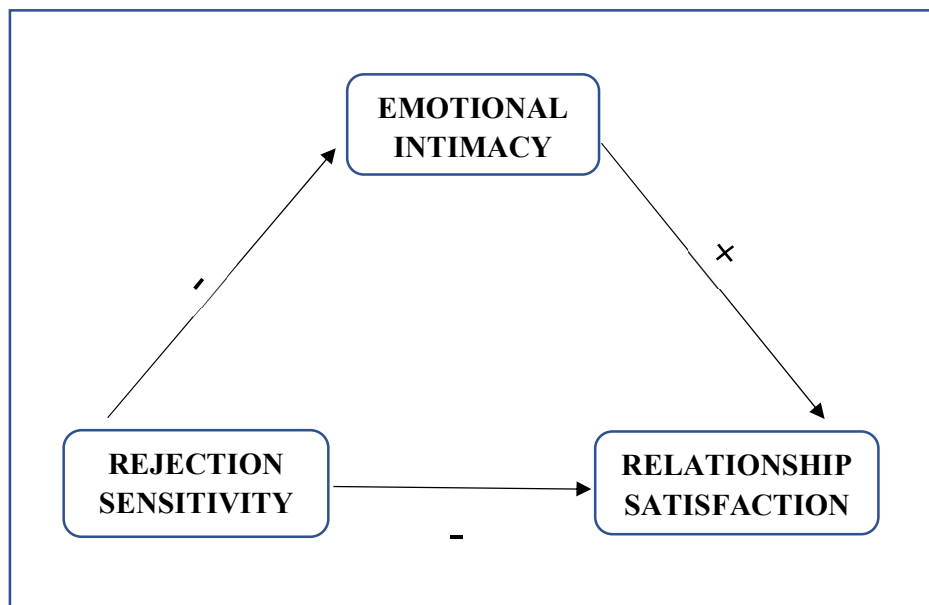 EMOTIONAL
INTIMACY
+
-
REJECTION
SENSITIVITY
RELATIONSHIP
SATISFACTION
-